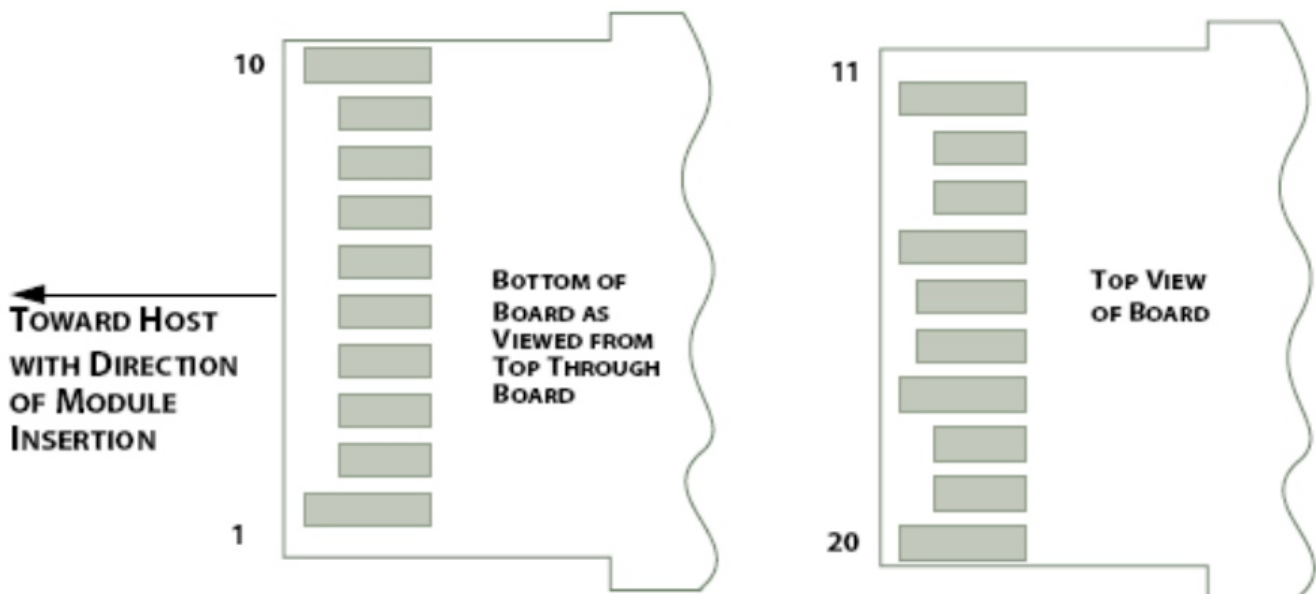 10
1
TOWARD HOST
WITH DIRECTION
OF MODULE
INSERTION
BOTTOM OF
BOARD AS
VIEWED FROM
TOP THROUGH
BOARD
11
20
TOP VIEW
OF BOARD